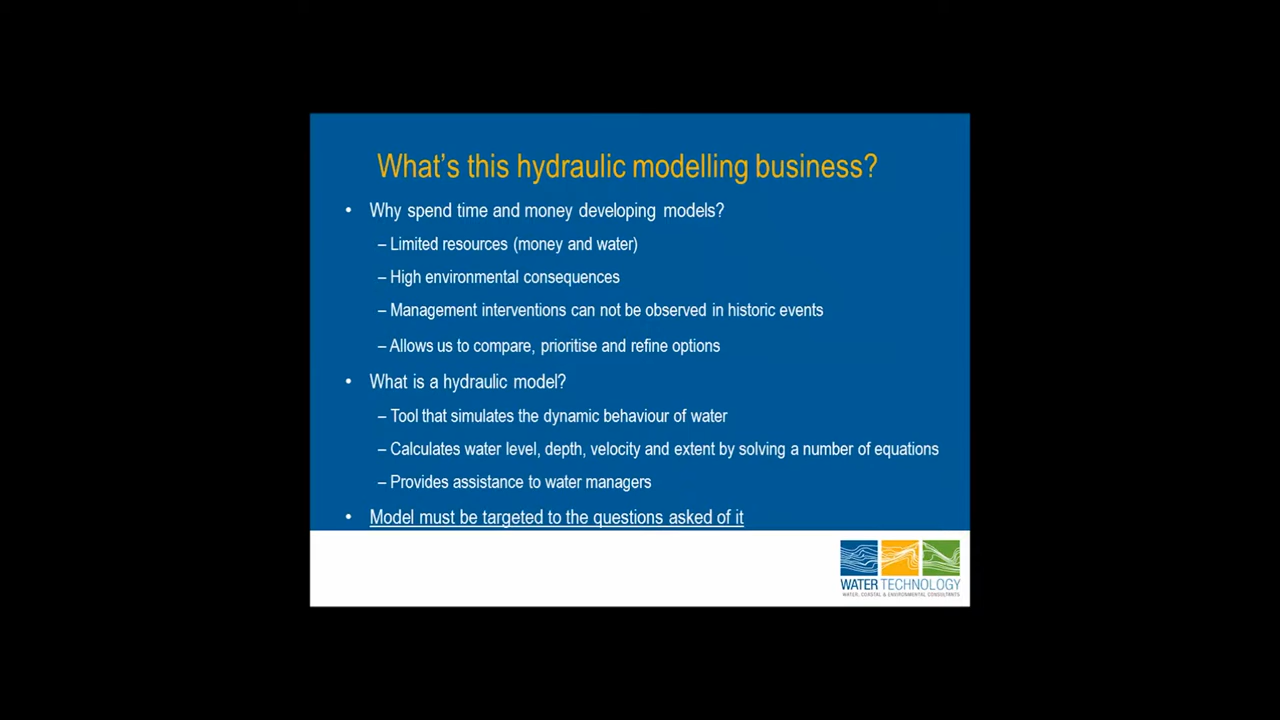 What's this hydraulic modelling business?
• Why spend time and money developing models?
– Limited resources (money and water)
– High environmental consequences
– Management interventions can not be observed in historic events
– Allows us to compare, prioritise and refine options
• What is a hydraulic model?
– Tool that simulates the dynamic behaviour of water
– Calculates water level, depth, velocity and extent by solving a number of equations
– Provides assistance to water managers
• Model must be targeted to the questions asked of it
WATER TECHNOLOGY
WATER, COASTAL & ENVIRONMENTAL CONSULTANTS